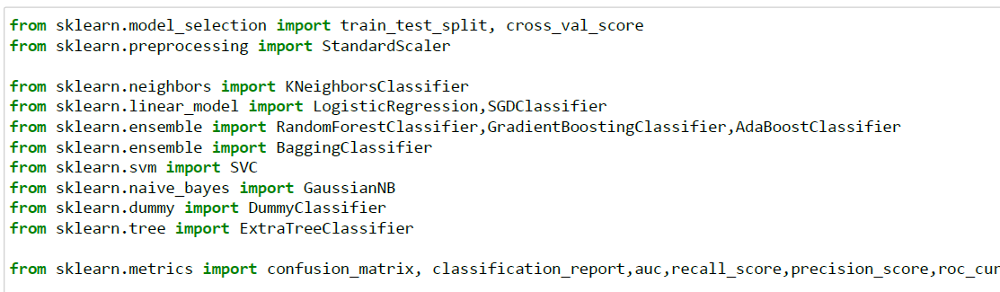 from sklearn.model_selection import train_test_split, cross_val_score
from sklearn.preprocessing import StandardScaler
from sklearn.neighbors import KNeighborsClassifier
from sklearn.linear_model import LogisticRegression,SGDClassifier
from sklearn.ensemble import RandomForestClassifier,GradientBoostingClassifier,AdaBoostClassifier
from sklearn.ensemble import BaggingClassifier
from sklearn.svm import SVC
from sklearn.naive_bayes import GaussianNB
from sklearn.dummy import DummyClassifier
from sklearn.tree import ExtraTreeClassifier
from sklearn.metrics import confusion_matrix, classification_report,auc,recall_score,precision_score,